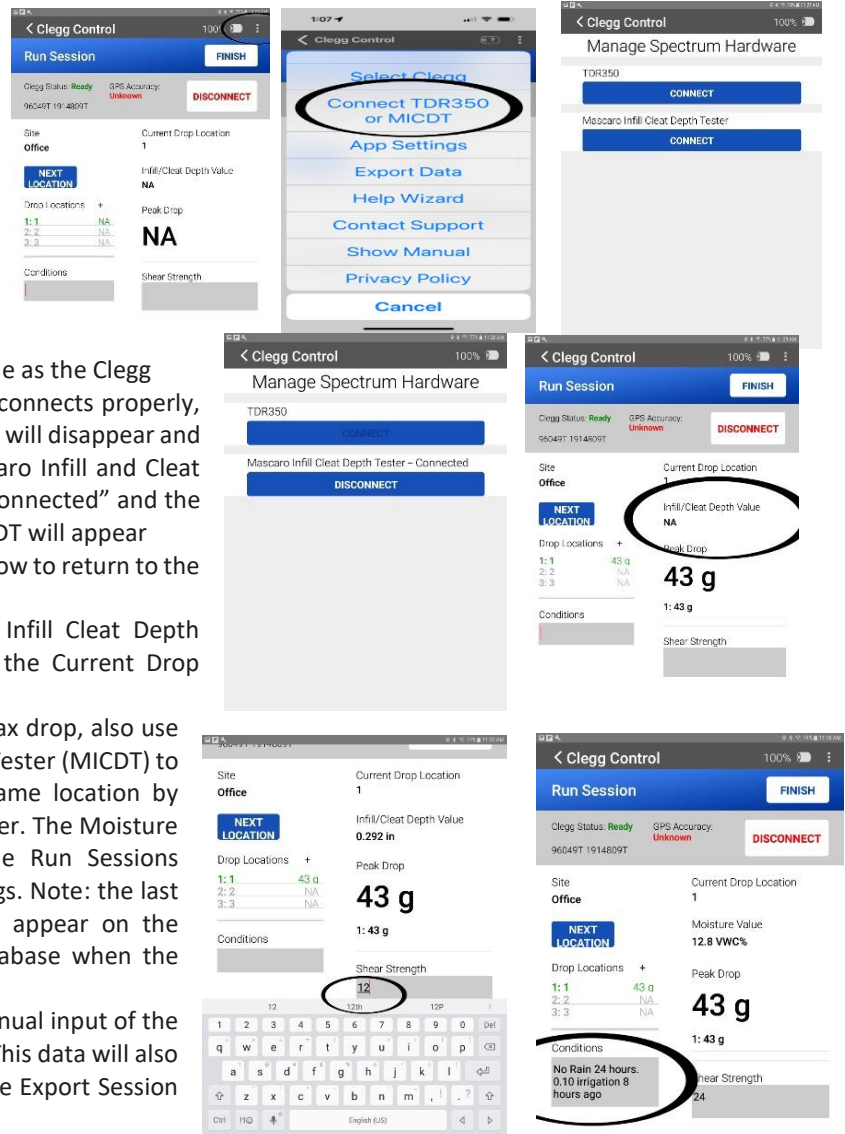 < Clegg Control
100%
Run Session
FINISH
Clegg Status: Ready
GPS Accuracy:
Unknown
96049T 1914809T
DISCONNECT
Site
Office
Current Drop Location
1
NEXT
LOCATION
Infill/Cleat Depth Value
NA
Drop Locations +
1: 1 NA
2: 2 NA
3: 3 NA
Peak Drop
NA
Conditions
Shear Strength
1:07
< Clegg Control
Select Clegg
Connect TDR350
or MICDT
App Settings
Export Data
Help Wizard
Contact Support
Show Manual
Privacy Policy
Cancel
< Clegg Control
100%
Manage Spectrum Hardware
TDR350
CONNECT
Mascaro Infill Cleat Depth Tester
CONNECT
e as the Clegg
connects properly,
will disappear and
aro Infill and Cleat
onnected” and the
DT will appear
ow to return to the
Infill Cleat Depth
the Current Drop
ax drop, also use
Tester (MICDT) to
ame location by
er. The Moisture
e Run Sessions
gs. Note: the last
appear on the
abase when the
nual input of the
This data will also
e Export Session
< Clegg Control
100%
Manage Spectrum Hardware
TDR350
CONNECT
Mascaro Infill Cleat Depth Tester – Connected
DISCONNECT
< Clegg Control
100%
Run Session
FINISH
Clegg Status: Ready
GPS Accuracy:
Unknown
96049T 1914809T
DISCONNECT
Site
Office
Current Drop Location
1
NEXT
LOCATION
Infill/Cleat Depth Value
NA
Drop Locations +
1: 1 43 g
2: 2 NA
3: 3 NA
Peak Drop
43 g
1: 43 g
Conditions
Shear Strength
Site
Office
Current Drop Location
1
NEXT
LOCATION
Infill/Cleat Depth Value
0.292 in
Drop Locations +
1: 1 43 g
2: 2 NA
3: 3 NA
Peak Drop
43 g
1: 43 g
Conditions
Shear Strength
12
12 12th 12P
1 2 3 4 5 6 7 8 9 0 Del
q w e r t y u i o p
a s d f g h j k l
z x c v b n m , ! . ?
Ctrl English (US)
< Clegg Control
100%
Run Session
FINISH
Clegg Status: Ready
GPS Accuracy:
Unknown
96049T 1914809T
DISCONNECT
Site
Office
Current Drop Location
1
NEXT
LOCATION
Moisture Value
12.8 VWC%
Drop Locations +
1: 1 43 g
2: 2 NA
3: 3 NA
Peak Drop
43 g
1: 43 g
Conditions
No Rain 24 hours.
0.10 irrigation 8
hours ago
Shear Strength
24